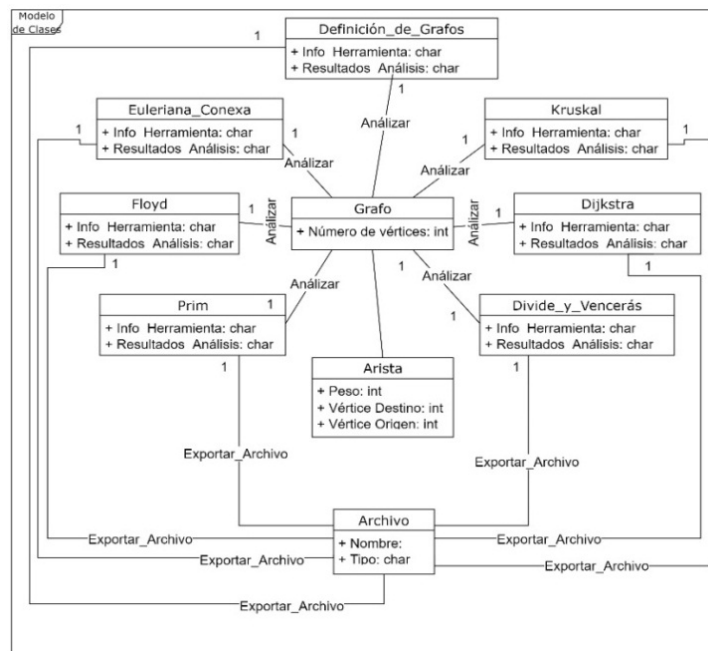 Modelo
de Clases
1
Definición_de_Grafos
+ Info Herramienta: char
+ Resultados Análisis: char
1
Análizar
1
Euleriana_Conexa
+ Info Herramienta: char
+ Resultados Análisis: char
1
Análizar
Kruskal
+ Info Herramienta: char
+ Resultados Análisis: char
1
1
Análizar
Floyd
+ Info Herramienta: char
+ Resultados Análisis: char
1
1
Análizar
Grafo
+ Número de vértices: int
1
Análizar
1
Dijkstra
+ Info Herramienta: char
+ Resultados Análisis: char
1
Análizar
Análizar
Prim
+ Info Herramienta: char
+ Resultados Análisis: char
1
1
Divide_y_Vencerás
+ Info Herramienta: char
+ Resultados Análisis: char
1
1
Arista
+ Peso: int
+ Vértice Destino: int
+ Vértice Origen: int
Exportar_Archivo
Exportar_Archivo
Archivo
+ Nombre:
+ Tipo: char
Exportar_Archivo
Exportar_Archivo
Exportar_Archivo
Exportar_Archivo
Exportar_Archivo